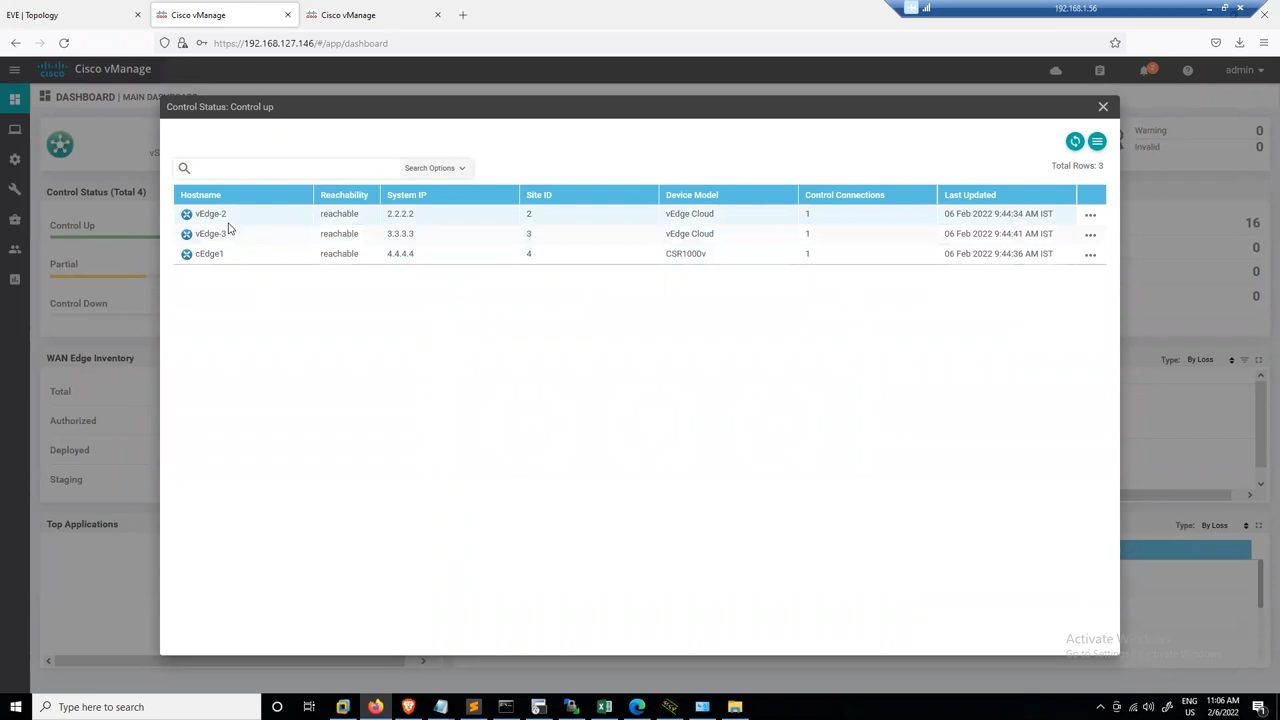 EVE | Topology
Cisco vManage
Cisco vManage
192.168.1.56
https://192.168.127.146/#/app/dashboard
cisco
Cisco vManage
admin
DASHBOARD | MAIN DASHBOARD
Control Status: Control up
Warning 0
Invalid 0
Search Options
Total Rows: 3
Control Status (Total 4)
Hostname Reachability System IP Site ID Device Model Control Connections Last Updated
vEdge-2 reachable 2.2.2.2 2 vEdge Cloud 1 06 Feb 2022 9:44:34 AM IST
vEdge-3 reachable 3.3.3.3 3 vEdge Cloud 1 06 Feb 2022 9:44:41 AM IST
cEdge1 reachable 4.4.4.4 4 CSR1000v 1 06 Feb 2022 9:44:36 AM IST
Control Up
Partial
Control Down
16
0
0
0
WAN Edge Inventory
Type: By Loss
Total
Authorized
Deployed
Staging
Top Applications
Type: By Loss
Activate Windows
Go to Settings to activate Windows.
Type here to search
ENG
US
11:06 AM
2/6/2022